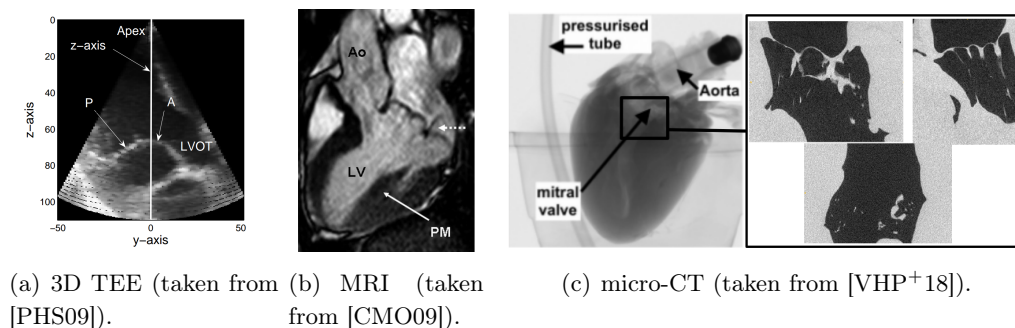 0
20
40
60
80
100
z-axis
-50
0
50
y-axis
Apex
z-axis
P
A
LVOT
Ao
LV
PM
pressurised
tube
Aorta
mitral
valve
(a) 3D TEE (taken from
[PHS09]).
(b) MRI (taken
from [CMO09]).
(c) micro-CT (taken from [VHP+18]).